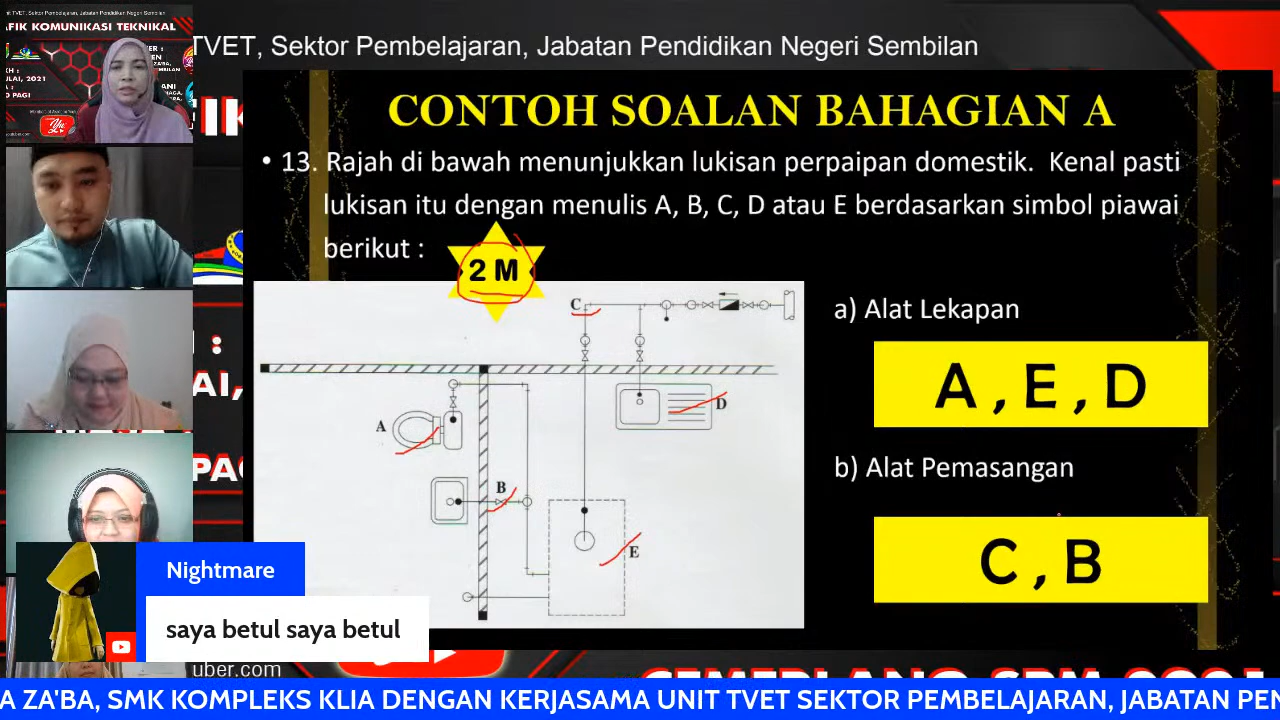 TVET, Sektor Pembelajaran, Jabatan Pendidikan Negeri Sembilan
CONTOH SOALAN BAHAGIAN A
• 13. Rajah di bawah menunjukkan lukisan perpaipan domestik. Kenal pasti
lukisan itu dengan menulis A, B, C, D atau E berdasarkan simbol piawai
berikut :
2 M
C
A
B
D
E
a) Alat Lekapan
A , E , D
b) Alat Pemasangan
C , B
Nightmare
saya betul saya betul
uber.com
A ZA'BA, SMK KOMPLEKS KLIA DENGAN KERJASAMA UNIT TVET SEKTOR PEMBELAJARAN, JABATAN PEN